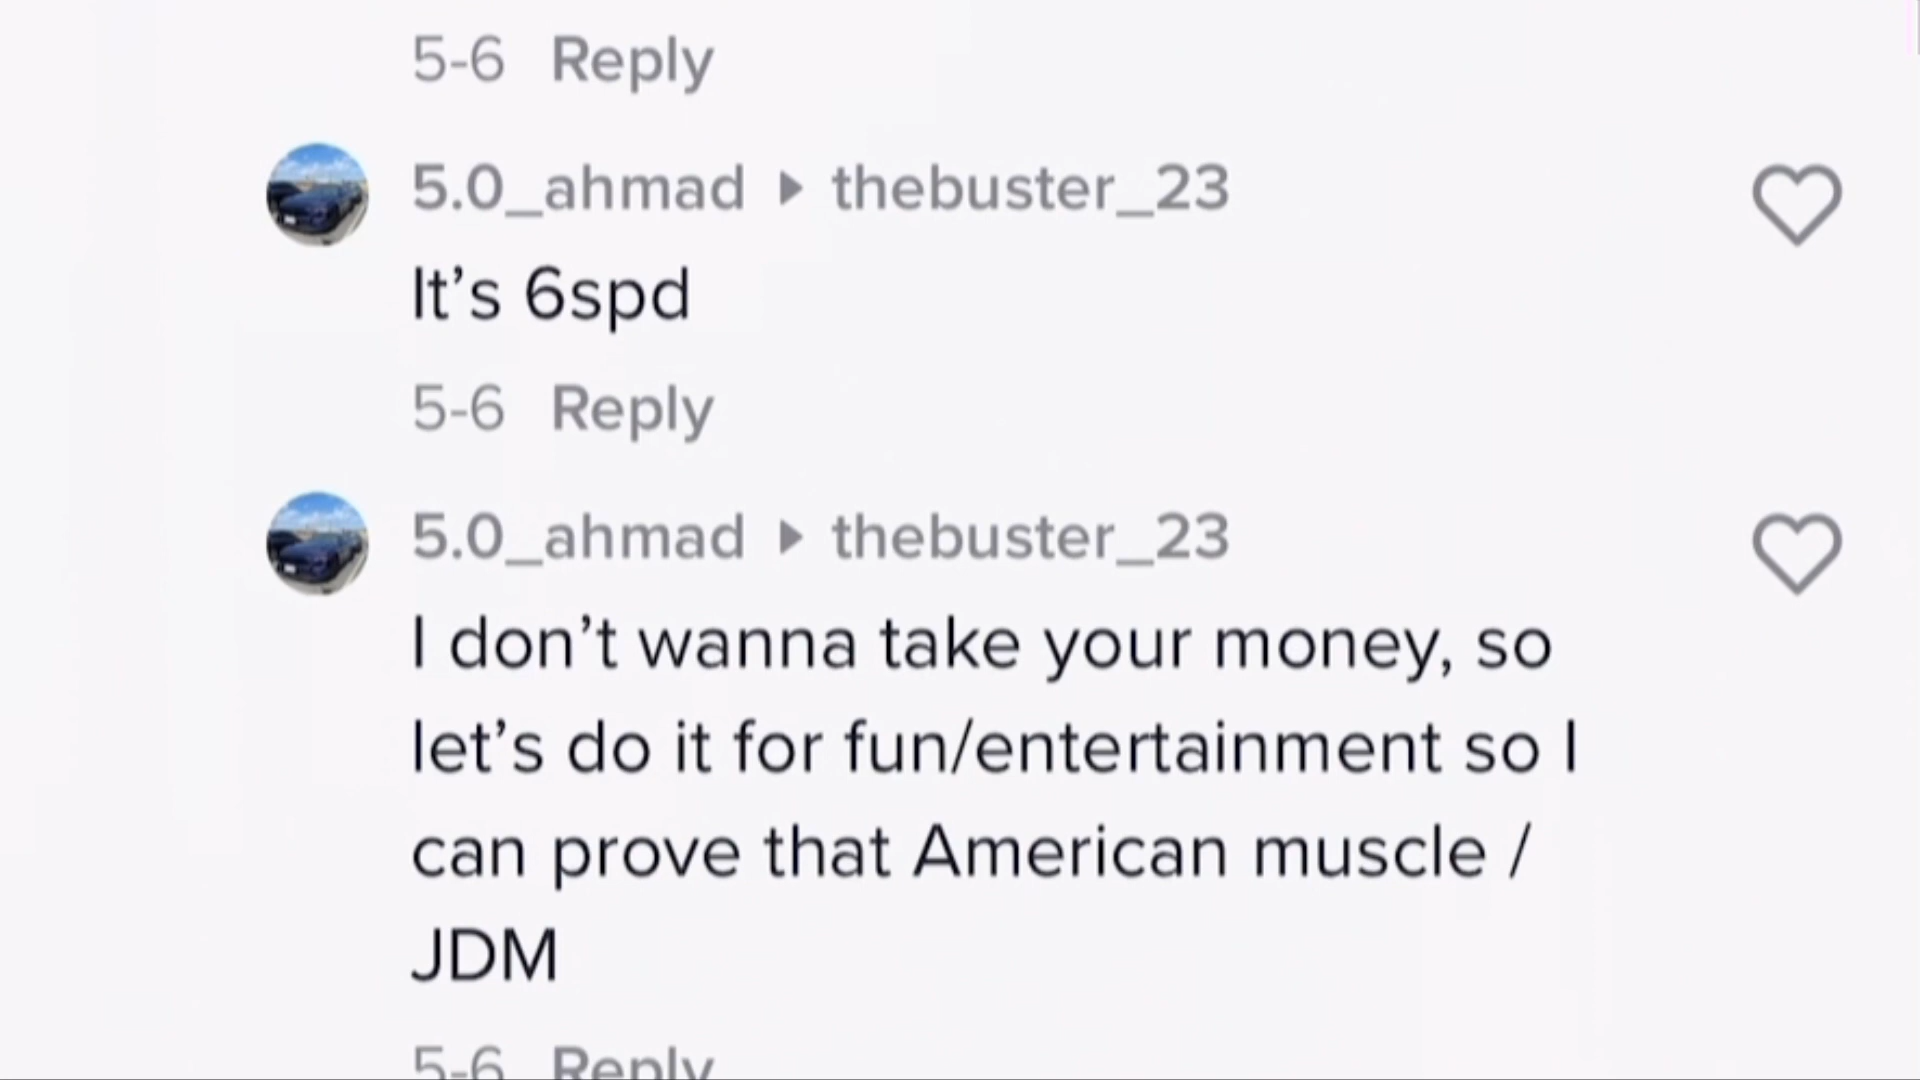 5-6 Reply
5.0_ahmad ▶ thebuster_23
It’s 6spd
5-6 Reply
5.0_ahmad ▶ thebuster_23
I don’t wanna take your money, so
let’s do it for fun/entertainment so I
can prove that American muscle /
JDM
5-6 Reply